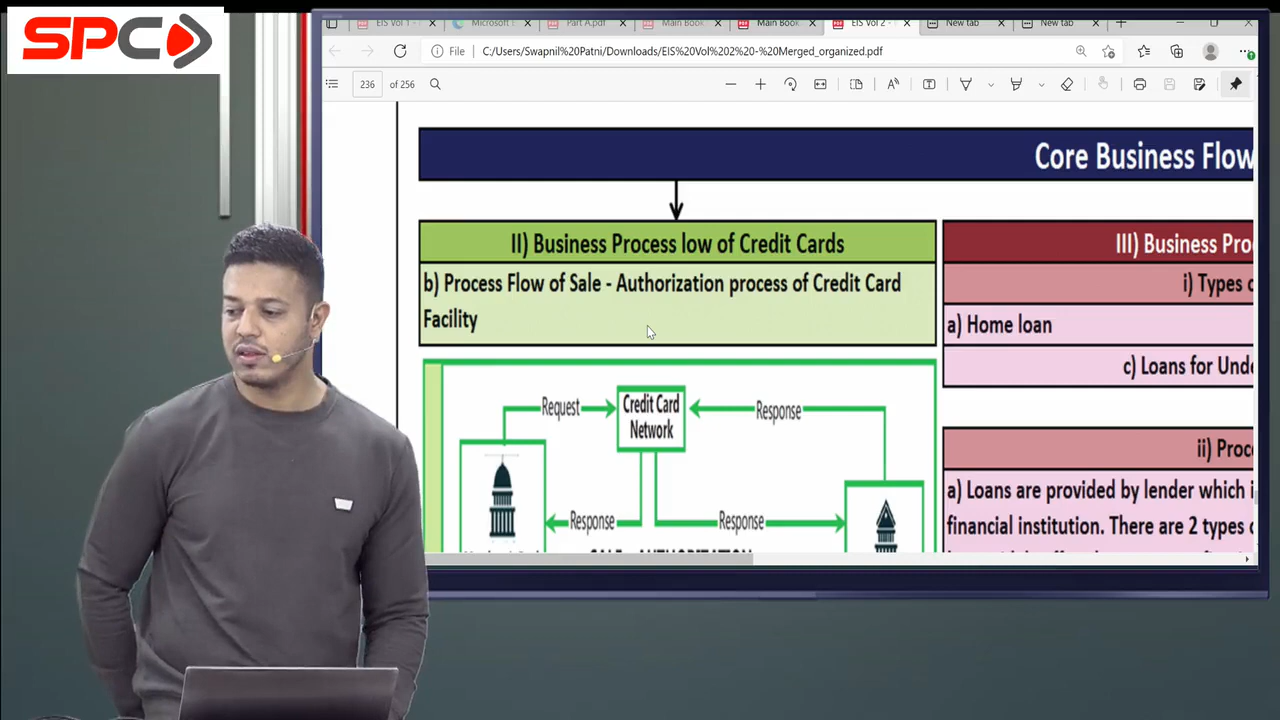 SPC
EIS Vol 1 -
Microsoft
Part A.pdf
Main Book
Main Book
EIS Vol 2 -
New tab
New tab
File
C:/Users/Swapnil%20Patni/Downloads/EIS%20Vol%202%20-%20Merged_organized.pdf
236 of 256
Core Business Flow
II) Business Process low of Credit Cards
b) Process Flow of Sale - Authorization process of Credit Card
Facility
Request
Credit Card
Network
Response
Response
Response
SALE - AUTHORIZATION
III) Business Pro
i) Types
a) Home loan
c) Loans for Unde
ii) Proc
a) Loans are provided by lender which i
financial institution. There are 2 types